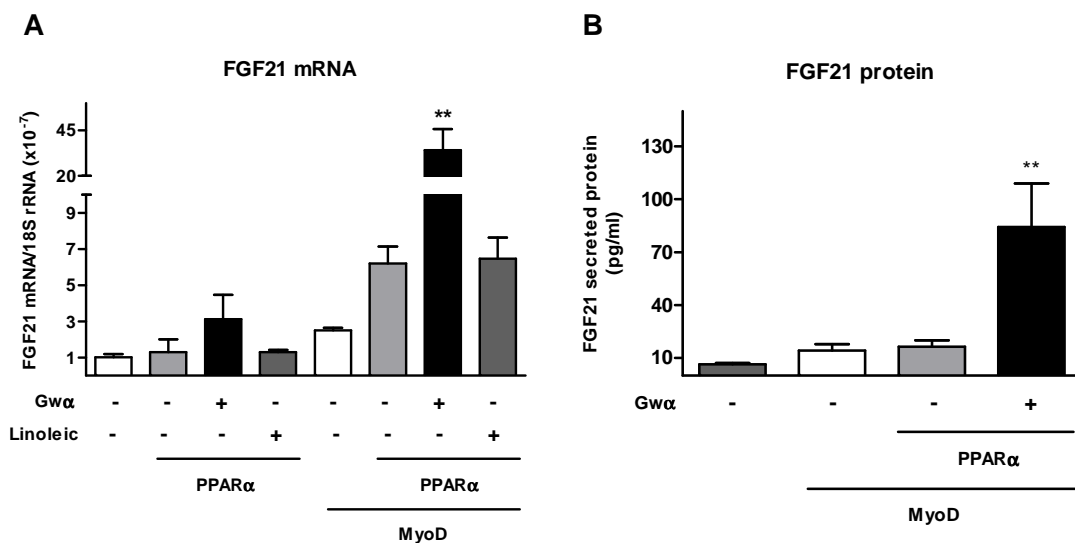 A
FGF21 mRNA
FGF21 mRNA/18S rRNA (x10⁻⁷)
45
20
9
7
3
1
**
Gwα - - + - - - + -
Linoleic - - - + - - - +
PPARα PPARα
MyoD
B
FGF21 protein
FGF21 secreted protein
(pg/ml)
130
100
70
40
10
**
Gwα - - - +
PPARα
MyoD